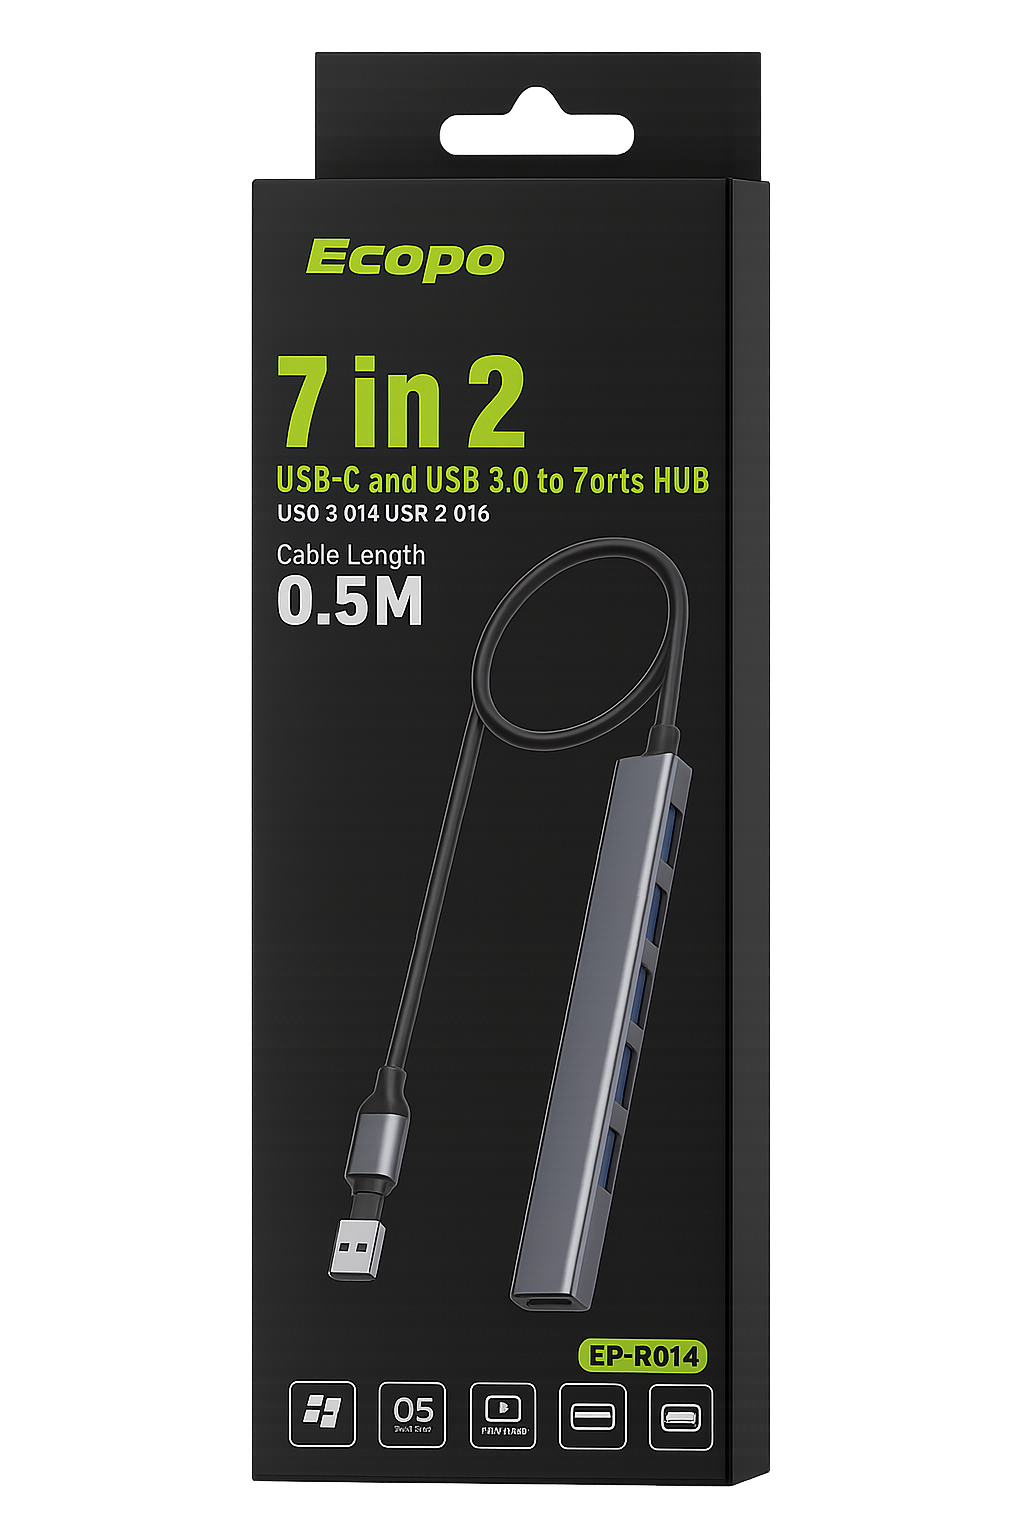 Ecopo
7 in 2
USB-C and USB 3.0 to 7orts HUB
USO 3 014 USR 2 016
Cable Length
0.5M
EP-R014
05